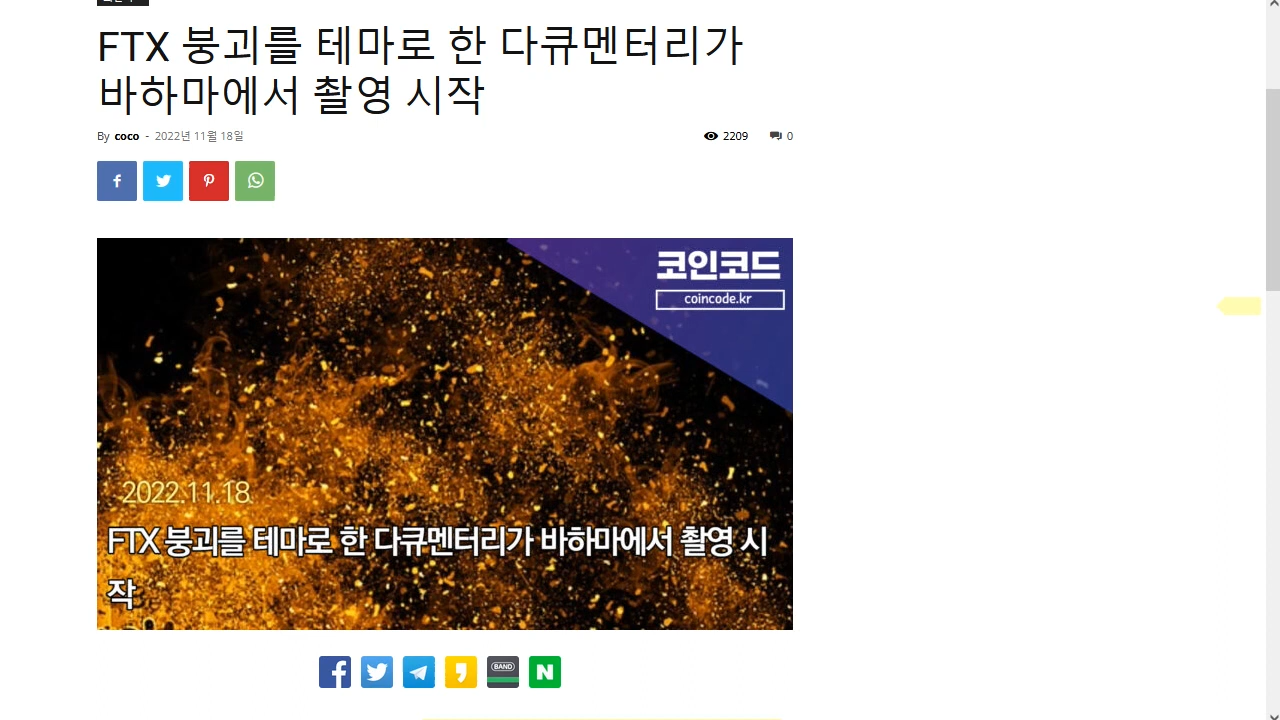 FTX 붕괴를 테마로 한 다큐멘터리가
바하마에서 촬영 시작
By coco - 2022년 11월 18일
2209
0
코인코드
coincode.kr
2022.11.18
FTX 붕괴를 테마로 한 다큐멘터리가 바하마에서 촬영 시
작
BAND
N